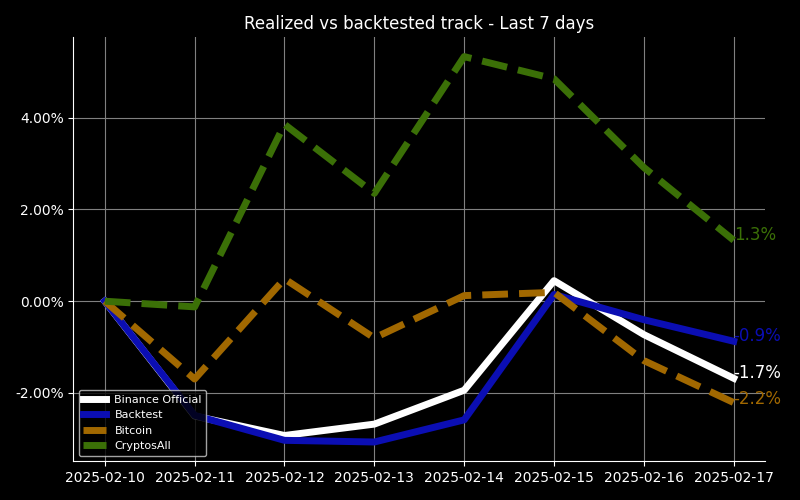 Realized vs backtested track - Last 7 days
4.00%
2.00%
0.00%
-2.00%
1.3%
-0.9%
-1.7%
-2.2%
Binance Official
Backtest
Bitcoin
CryptosAll
2025-02-10 2025-02-11 2025-02-12 2025-02-13 2025-02-14 2025-02-15 2025-02-16 2025-02-17